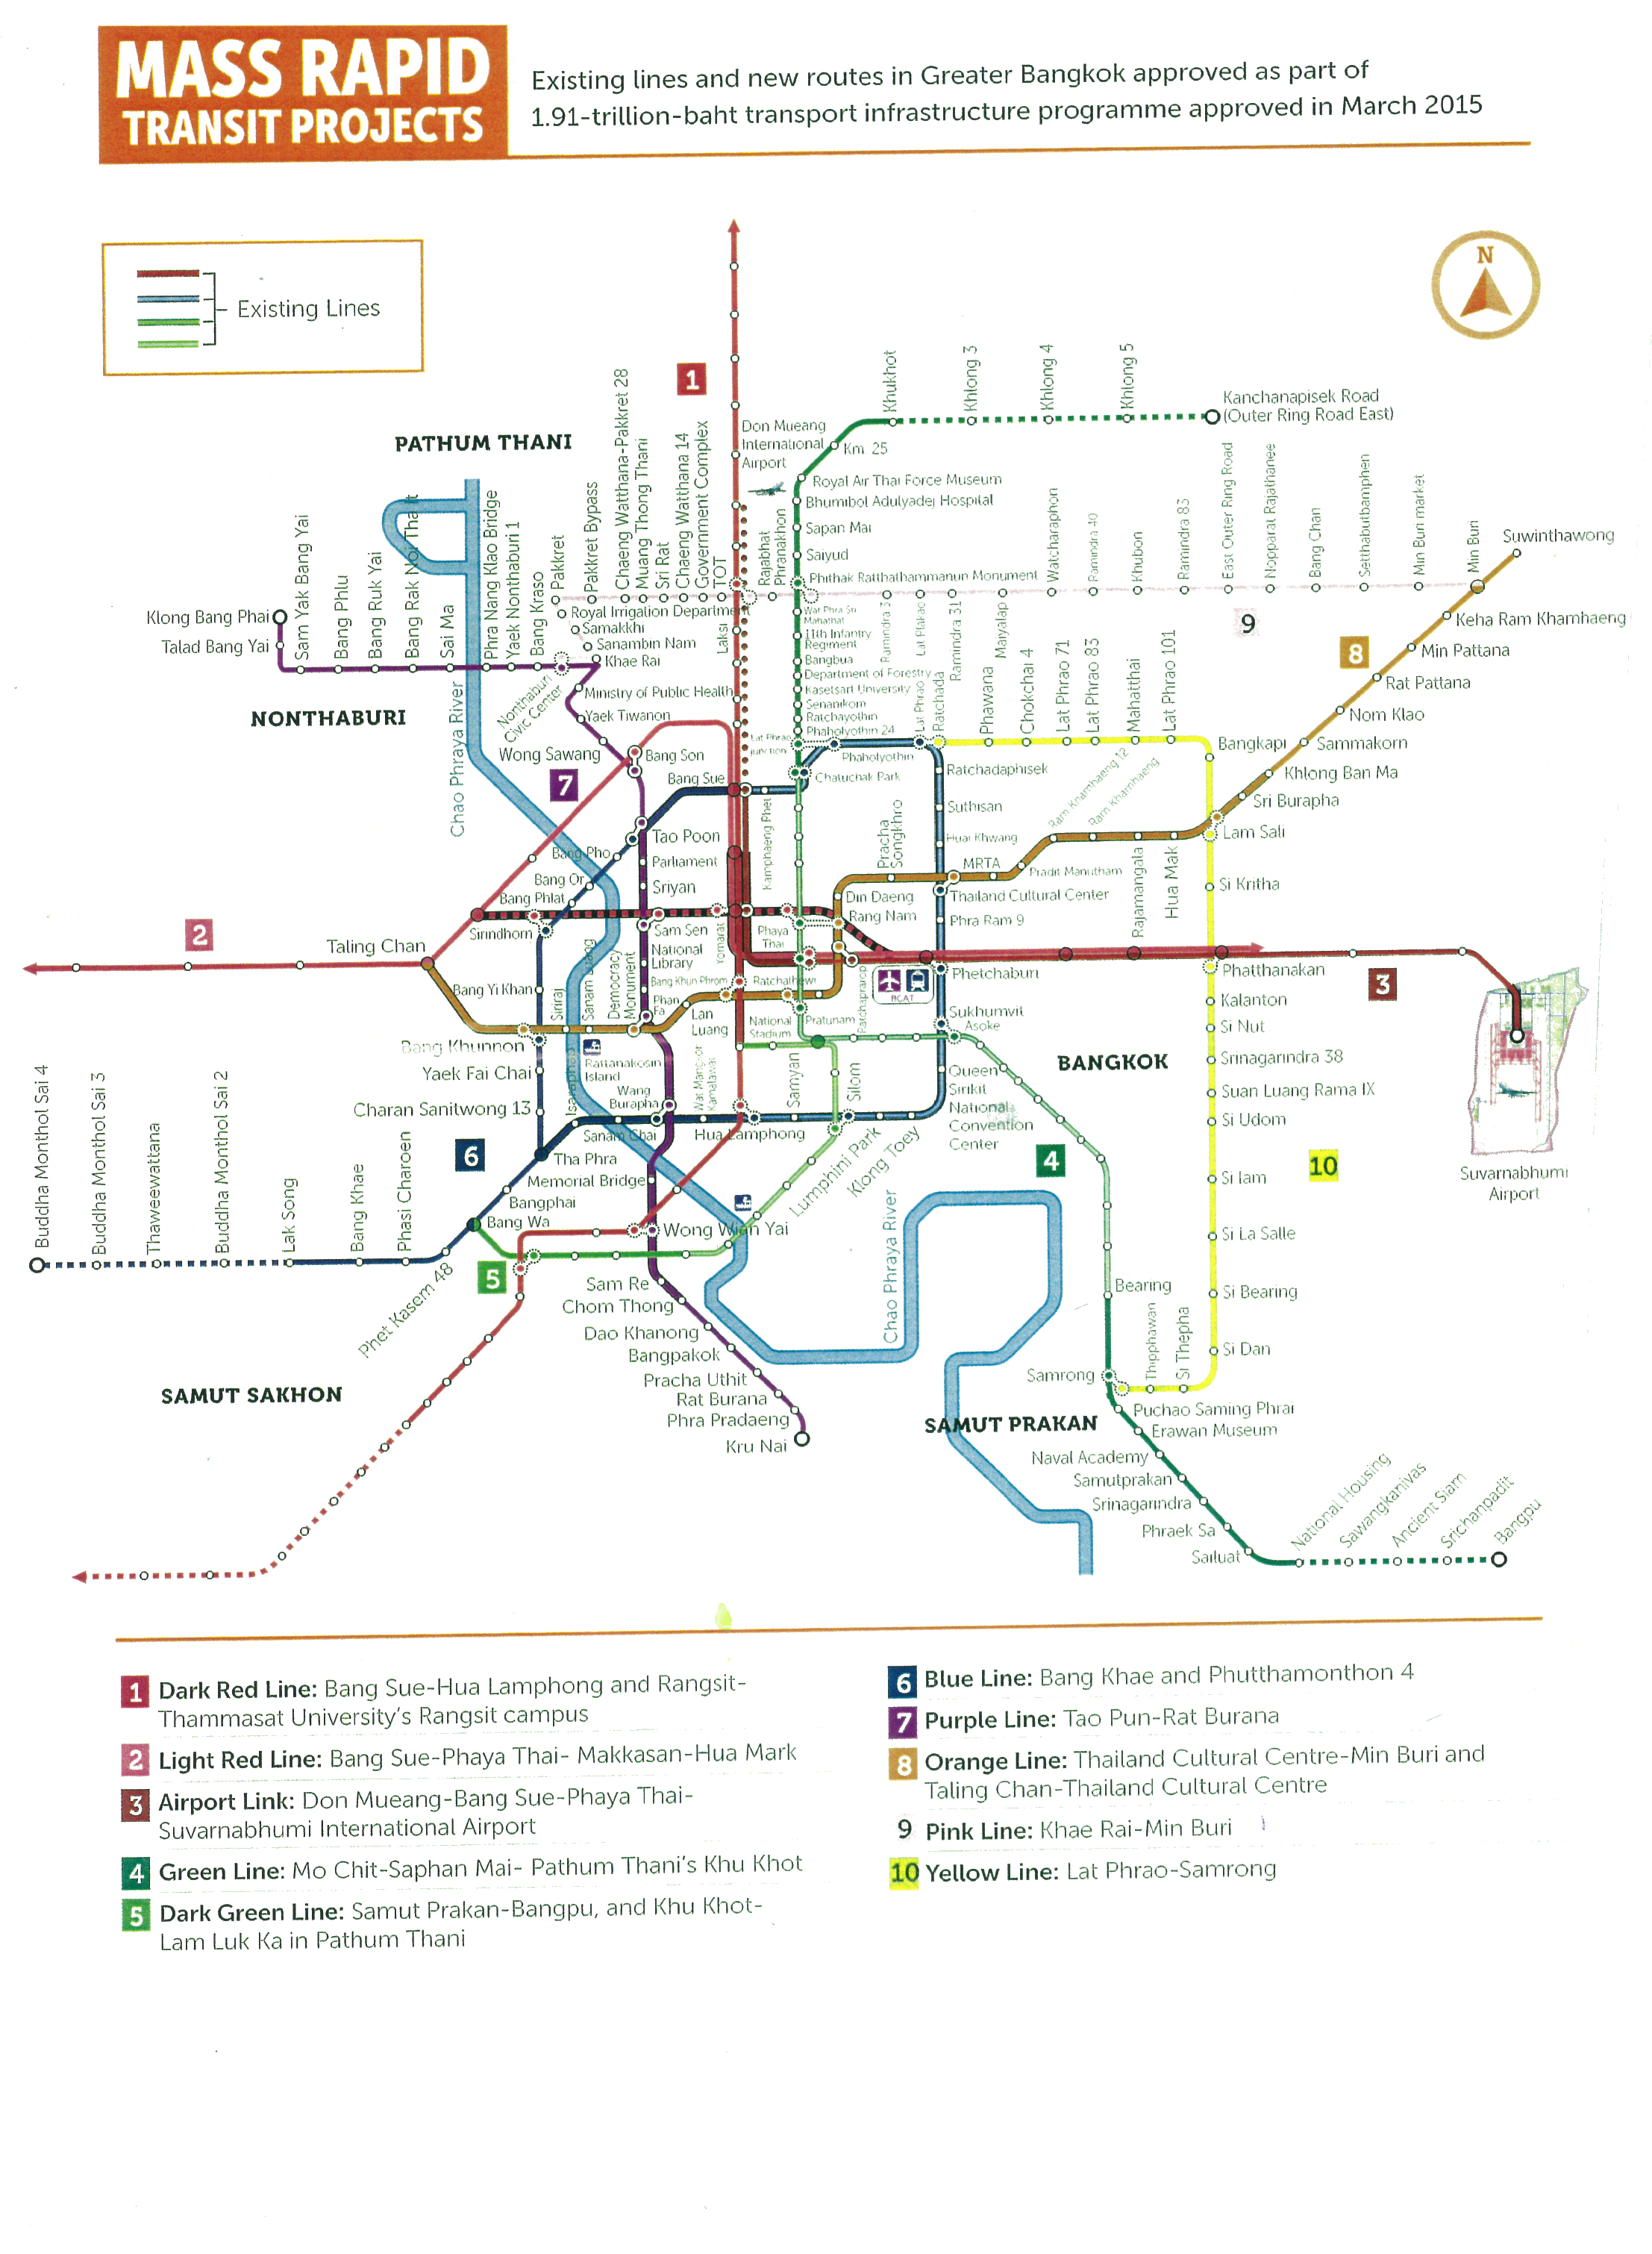 MASS RAPID
TRANSIT PROJECTS
Existing lines and new routes in Greater Bangkok approved as part of
1.91-trillion-baht transport infrastructure programme approved in March 2015
Existing Lines
N
1
PATHUM THANI
Don Mueang
International
Airport
Khukhot
Khlong 3
Khlong 4
Khlong 5
Kanchanapisek Road
(Outer Ring Road East)
Km 25
Royal Air Thai Force Museum
Bhumibol Adulyadej Hospital
Sapan Mai
Saiyud
Phithak Ratthathammanun Monument
Klong Bang Phai
Talad Bang Yai
Sam Yak Bang Yai
Bang Phlu
Bang Ruk Yai
Bang Rak Noi Tha It
Sai Ma
Phra Nang Klao Bridge
Yaek Nonthaburi 1
Bang Kraso
Pakkret
Pakkret Bypass
Chaeng Watthana-Pakkret 28
Muang Thong Thani
Sri Rat
Chaeng Watthana 14
Government Complex
TOT
Laksi
Rajabhat
Phranakhon
Watcharaphon
Ramindra 40
Khubon
Ramindra 83
East Outer Ring Road
Nopparat Rajathanee
Bang Chan
Setthabutbamphen
Min Buri market
Min Buri
Suwinthawong
Royal Irrigation Department
Samakkhi
Sanambin Nam
Khae Rai
Nonthaburi
Civic Center
Ministry of Public Health
Yaek Tiwanon
Wong Sawang
7
NONTHABURI
Chao Phraya River
Wat Phra Sri
Mahathat
11th Infantry
Regiment
Bangbua
Department of Forestry
Kasetsart University
Senanikom
Ratchayothin
Phaholyothin 24
Lat Phrao
Junction
Ramindra 3
Lat Plakao
Ramindra 31
Maiyalap
9
8
Keha Ram Khamhaeng
Min Pattana
Rat Pattana
Nom Klao
Sammakorn
Khlong Ban Ma
Sri Burapha
Lam Sali
Lat Phrao
Ratchada
Phawana
Chokchai 4
Lat Phrao 71
Lat Phrao 83
Mahatthai
Lat Phrao 101
Bangkapi
Bang Son
Bang Sue
Phaholyothin
Chatuchak Park
Kamphaeng Phet
Ratchadaphisek
Suthisan
Huai Khwang
Ram Khamhaeng 12
Ram Khamhaeng
Tao Poon
Parliament
Sriyan
Bang Pho
Bang Or
Bang Phlat
Sirindhorn
2
Taling Chan
Bang Yi Khan
Pracha
Songkhro
MRTA
Pradit Manutham
Rajamangala
Hua Mak
Si Kritha
Din Daeng
Rang Nam
Thailand Cultural Center
Phra Ram 9
Sam Sen
National
Library
Yomarat
Phaya
Thai
Bang Khun Phrom
Ratchathewi
Ratchaprarop
BCAT
Phetchaburi
Phatthanakan
3
Siriraj
Sanam Luang
Democracy
Monument
Phan
Fa
Lan
Luang
National
Stadium
Pratunam
Sukhumvit
Asoke
Kalanton
Si Nut
Srinagarindra 38
Suan Luang Rama IX
Si Udom
Bang Khunnon
Yaek Fai Chai
Charan Sanitwong 13
Rattanakosin
Island
Wang
Burapha
Isaraphap
Sanam Chai
Wat Mangkor
Kamalawat
Samyan
Silom
Hua Lamphong
Queen
Sirikit
National
Convention
Center
BANGKOK
4
10
Si Iam
Si La Salle
Si Bearing
Si Dan
Suvarnabhumi
Airport
6
Tha Phra
Memorial Bridge
Bangphai
Bang Wa
Wong Wian Yai
Lumphini Park
Klong Toey
Chao Phraya River
Buddha Monthol Sai 4
Buddha Monthol Sai 3
Thaweewattana
Buddha Monthol Sai 2
Lak Song
Bang Khae
Phasi Charoen
Phet Kasem 48
5
Sam Re
Chom Thong
Dao Khanong
Bangpakok
Pracha Uthit
Rat Burana
Phra Pradaeng
Kru Nai
SAMUT SAKHON
SAMUT PRAKAN
Bearing
Samrong
Thipphawan
Si Thepha
Puchao Saming Phrai
Erawan Museum
Naval Academy
Samutprakan
Srinagarindra
Phraek Sa
Sailuat
National Housing
Sawangkanivas
Ancient Siam
Srichanpadit
Bangpu
1 Dark Red Line: Bang Sue-Hua Lamphong and Rangsit-
Thammasat University's Rangsit campus
2 Light Red Line: Bang Sue-Phaya Thai- Makkasan-Hua Mark
3 Airport Link: Don Mueang-Bang Sue-Phaya Thai-
Suvarnabhumi International Airport
4 Green Line: Mo Chit-Saphan Mai- Pathum Thani's Khu Khot
5 Dark Green Line: Samut Prakan-Bangpu, and Khu Khot-
Lam Luk Ka in Pathum Thani
6 Blue Line: Bang Khae and Phutthamonthon 4
7 Purple Line: Tao Pun-Rat Burana
8 Orange Line: Thailand Cultural Centre-Min Buri and
Taling Chan-Thailand Cultural Centre
9 Pink Line: Khae Rai-Min Buri
10 Yellow Line: Lat Phrao-Samrong